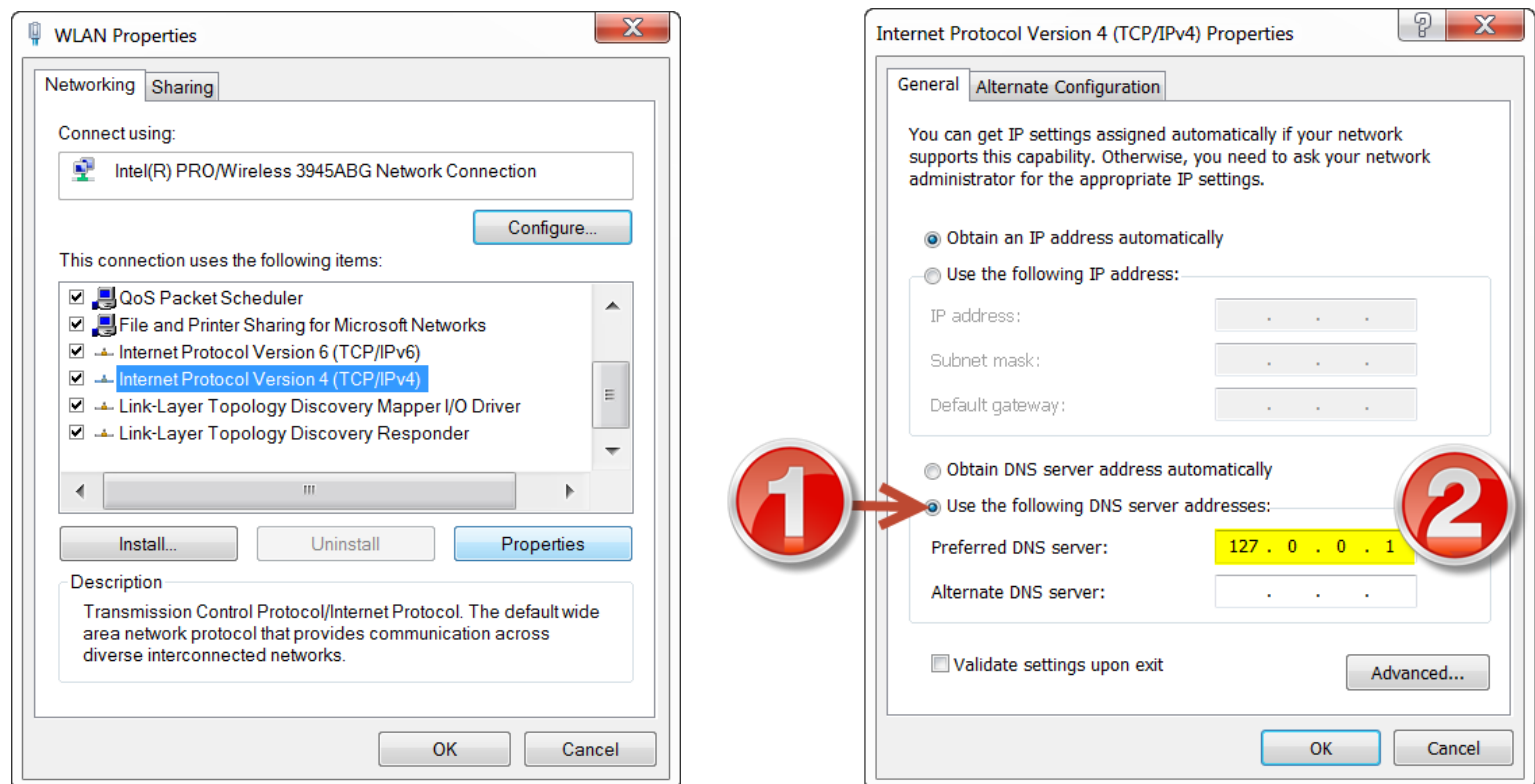 WLAN Properties
Networking
Sharing
Connect using:
Intel(R) PRO/Wireless 3945ABG Network Connection
Configure...
This connection uses the following items:
QoS Packet Scheduler
File and Printer Sharing for Microsoft Networks
Internet Protocol Version 6 (TCP/IPv6)
Internet Protocol Version 4 (TCP/IPv4)
Link-Layer Topology Discovery Mapper I/O Driver
Link-Layer Topology Discovery Responder
Install...
Uninstall
Properties
Description
Transmission Control Protocol/Internet Protocol. The default wide
area network protocol that provides communication across
diverse interconnected networks.
OK
Cancel
Internet Protocol Version 4 (TCP/IPv4) Properties
?
General
Alternate Configuration
You can get IP settings assigned automatically if your network
supports this capability. Otherwise, you need to ask your network
administrator for the appropriate IP settings.
Obtain an IP address automatically
Use the following IP address:
IP address: . . .
Subnet mask: . . .
Default gateway: . . .
Obtain DNS server address automatically
1
Use the following DNS server addresses:
2
Preferred DNS server: 127 . 0 . 0 . 1
Alternate DNS server: . . .
Validate settings upon exit
Advanced...
OK
Cancel